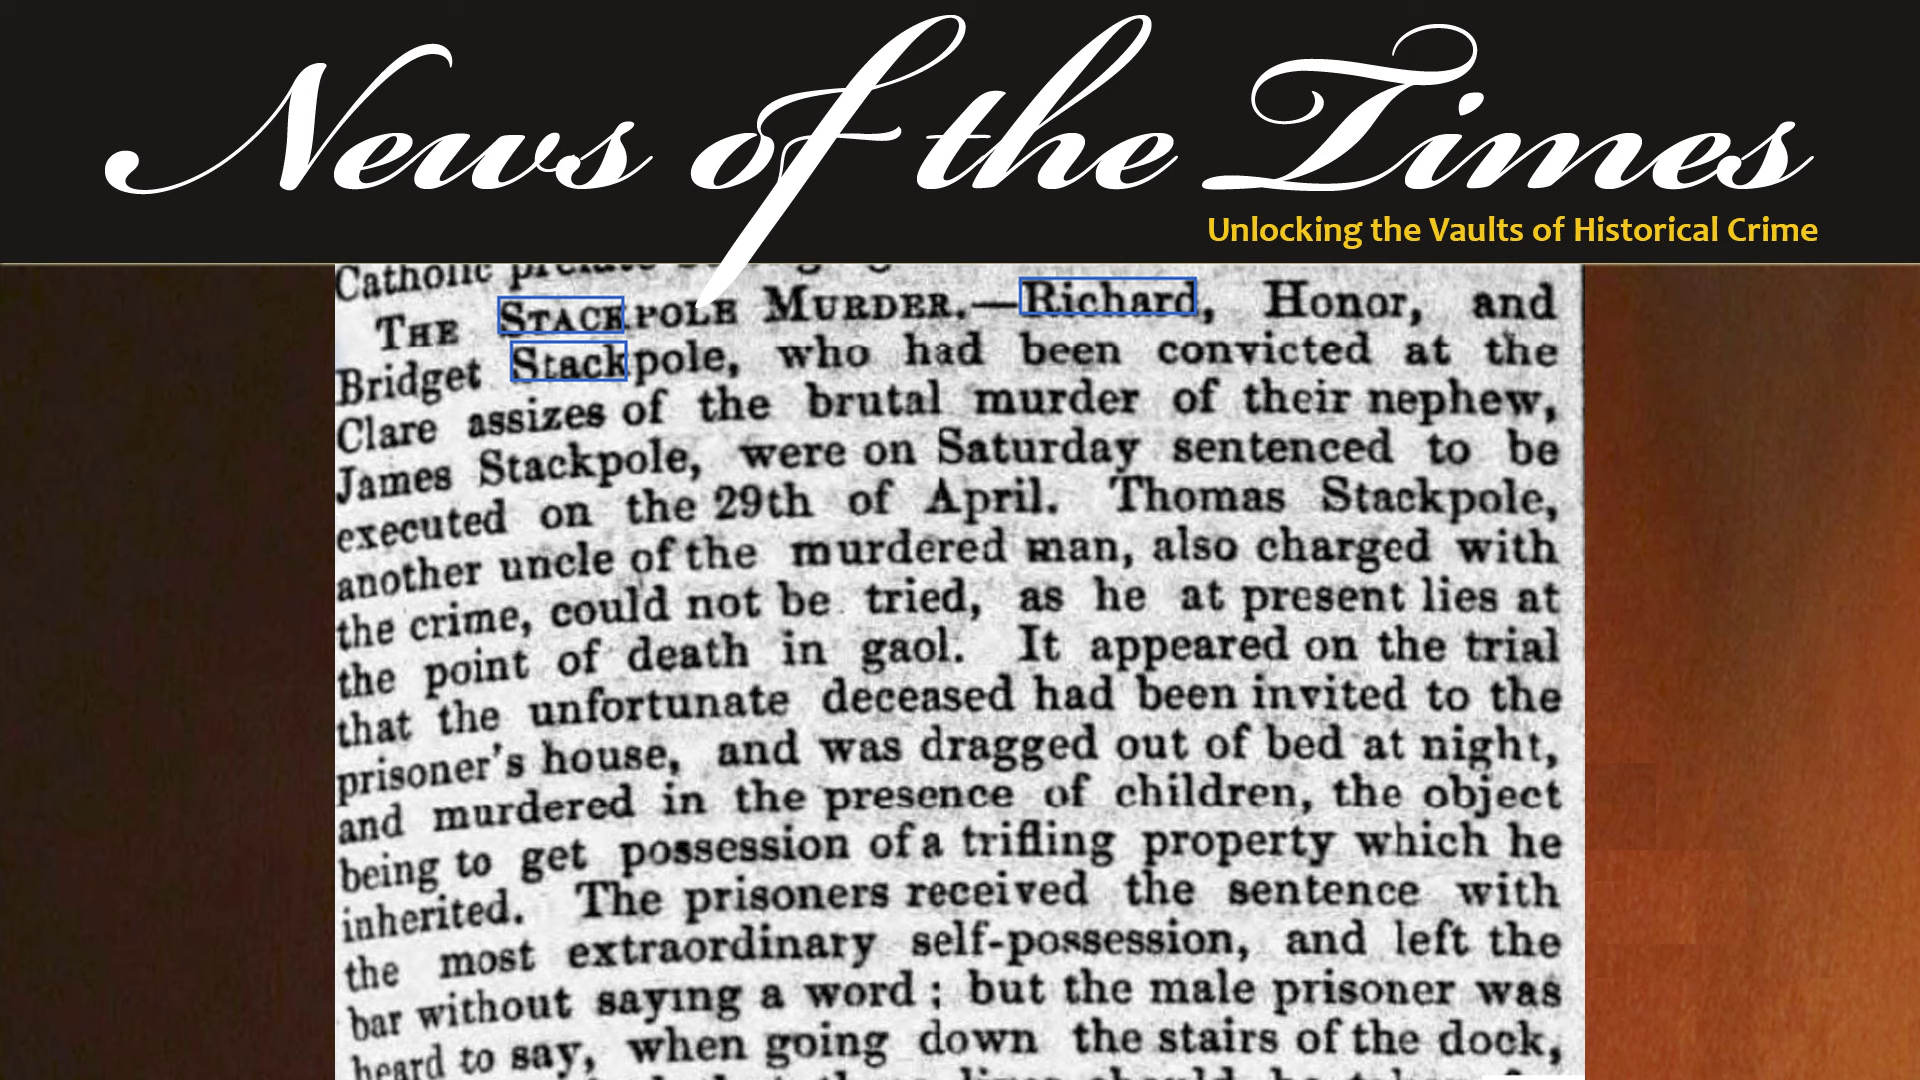 News of the Times
Unlocking the Vaults of Historical Crime
Catholic
THE STACKPOLE MURDER.—Richard, Honor, and
Bridget Stackpole, who had been convicted at the
Clare assizes of the brutal murder of their nephew,
James Stackpole, were on Saturday sentenced to be
executed on the 29th of April. Thomas Stackpole,
another uncle of the murdered man, also charged with
the crime, could not be tried, as he at present lies at
the point of death in gaol. It appeared on the trial
that the unfortunate deceased had been invited to the
prisoner's house, and was dragged out of bed at night,
and murdered in the presence of children, the object
being to get possession of a trifling property which he
inherited. The prisoners received the sentence with
the most extraordinary self-possession, and left the
bar without saying a word; but the male prisoner was
heard to say, when going down the stairs of the dock,